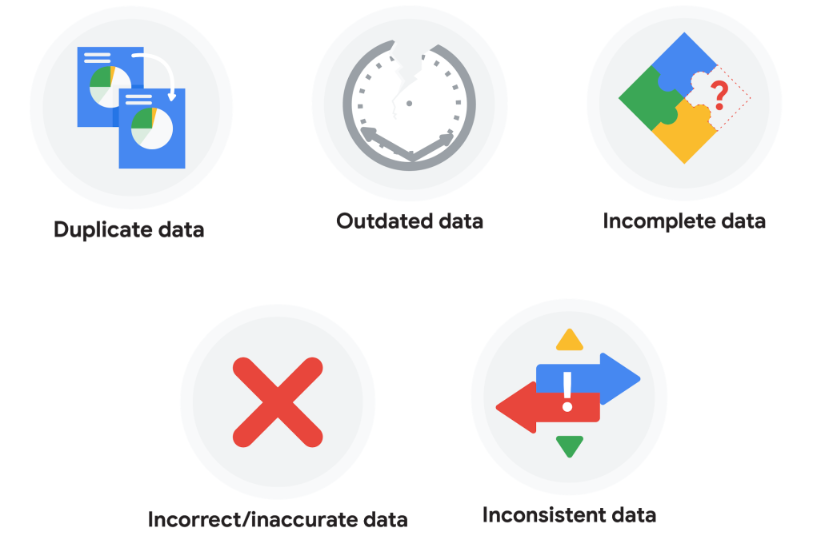 Duplicate data
Outdated data
Incomplete data
?
!
Incorrect/inaccurate data
Inconsistent data